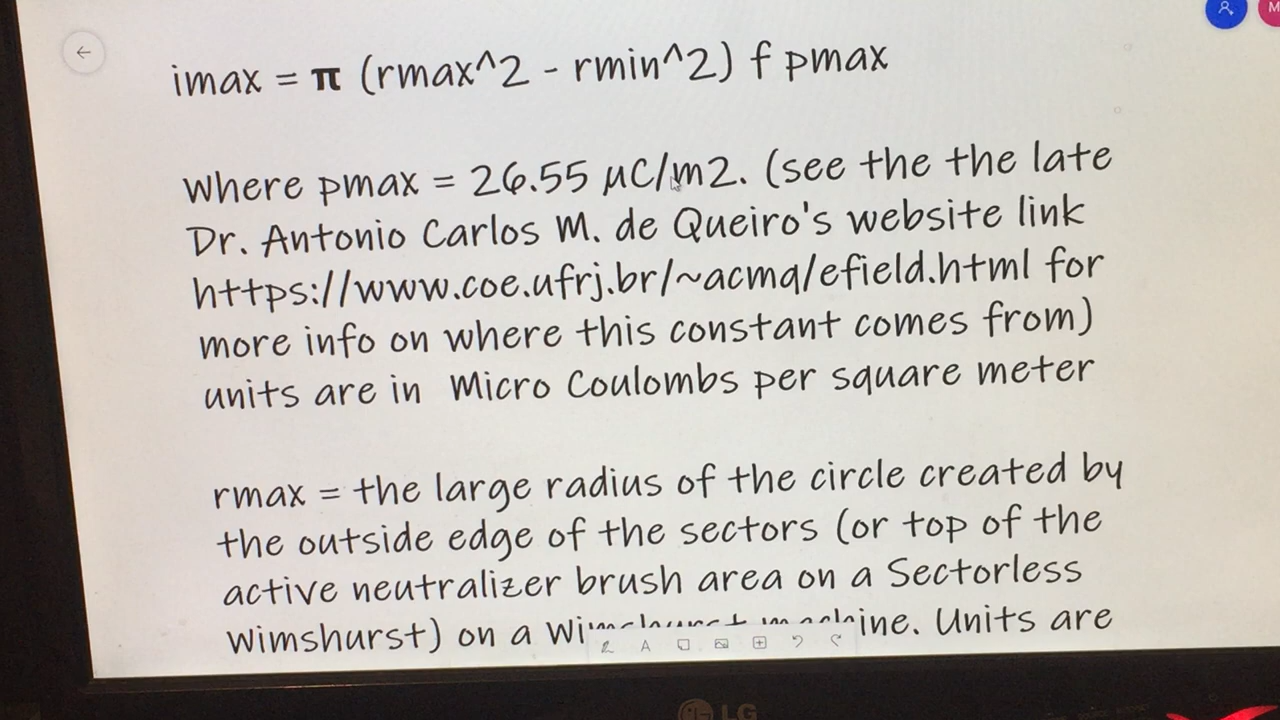 imax = π (rmax^2 - rmin^2) f pmax
where pmax = 26.55 µC/m2. (see the the late
Dr. Antonio Carlos M. de Queiro's website link
https://www.coe.ufrj.br/~acmq/efield.html for
more info on where this constant comes from)
units are in Micro Coulombs per square meter
rmax = the large radius of the circle created by
the outside edge of the sectors (or top of the
active neutralizer brush area on a Sectorless
Wimshurst) on a Wimshurst machine. Units are
A
M
LG